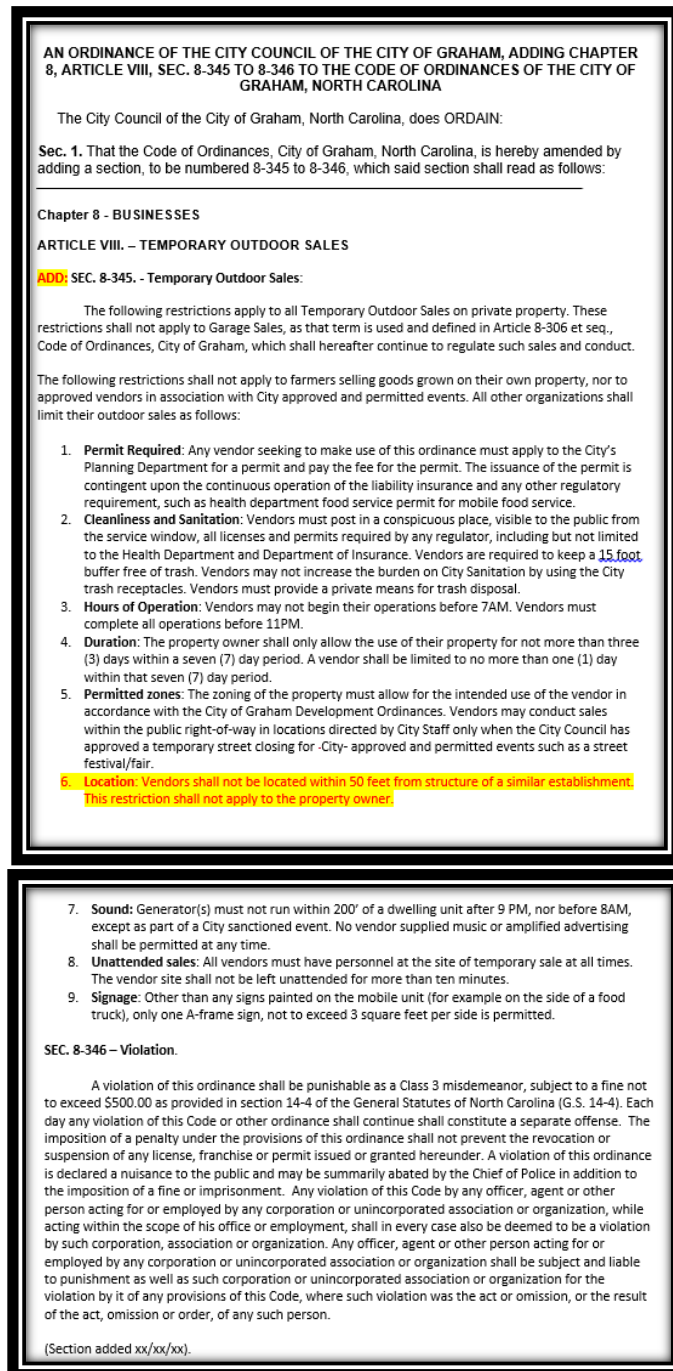 AN ORDINANCE OF THE CITY COUNCIL OF THE CITY OF GRAHAM, ADDING CHAPTER
8, ARTICLE VIII, SEC. 8-345 TO 8-346 TO THE CODE OF ORDINANCES OF THE CITY OF
GRAHAM, NORTH CAROLINA
The City Council of the City of Graham, North Carolina, does ORDAIN:
Sec. 1. That the Code of Ordinances, City of Graham, North Carolina, is hereby amended by
adding a section, to be numbered 8-345 to 8-346, which said section shall read as follows:
Chapter 8 - BUSINESSES
ARTICLE VIII. – TEMPORARY OUTDOOR SALES
ADD: SEC. 8-345. - Temporary Outdoor Sales:
The following restrictions apply to all Temporary Outdoor Sales on private property. These
restrictions shall not apply to Garage Sales, as that term is used and defined in Article 8-306 et seq.,
Code of Ordinances, City of Graham, which shall hereafter continue to regulate such sales and conduct.
The following restrictions shall not apply to farmers selling goods grown on their own property, nor to
approved vendors in association with City approved and permitted events. All other organizations shall
limit their outdoor sales as follows:
1. Permit Required: Any vendor seeking to make use of this ordinance must apply to the City's
Planning Department for a permit and pay the fee for the permit. The issuance of the permit is
contingent upon the continuous operation of the liability insurance and any other regulatory
requirement, such as health department food service permit for mobile food service.
2. Cleanliness and Sanitation: Vendors must post in a conspicuous place, visible to the public from
the service window, all licenses and permits required by any regulator, including but not limited
to the Health Department and Department of Insurance. Vendors are required to keep a 15 foot
buffer free of trash. Vendors may not increase the burden on City Sanitation by using the City
trash receptacles. Vendors must provide a private means for trash disposal.
3. Hours of Operation: Vendors may not begin their operations before 7AM. Vendors must
complete all operations before 11PM.
4. Duration: The property owner shall only allow the use of their property for not more than three
(3) days within a seven (7) day period. A vendor shall be limited to no more than one (1) day
within that seven (7) day period.
5. Permitted zones: The zoning of the property must allow for the intended use of the vendor in
accordance with the City of Graham Development Ordinances. Vendors may conduct sales
within the public right-of-way in locations directed by City Staff only when the City Council has
approved a temporary street closing for -City- approved and permitted events such as a street
festival/fair.
6. Location: Vendors shall not be located within 50 feet from structure of a similar establishment.
This restriction shall not apply to the property owner.
7. Sound: Generator(s) must not run within 200' of a dwelling unit after 9 PM, nor before 8AM,
except as part of a City sanctioned event. No vendor supplied music or amplified advertising
shall be permitted at any time.
8. Unattended sales: All vendors must have personnel at the site of temporary sale at all times.
The vendor site shall not be left unattended for more than ten minutes.
9. Signage: Other than any signs painted on the mobile unit (for example on the side of a food
truck), only one A-frame sign, not to exceed 3 square feet per side is permitted.
SEC. 8-346 – Violation.
A violation of this ordinance shall be punishable as a Class 3 misdemeanor, subject to a fine not
to exceed $500.00 as provided in section 14-4 of the General Statutes of North Carolina (G.S. 14-4). Each
day any violation of this Code or other ordinance shall continue shall constitute a separate offense. The
imposition of a penalty under the provisions of this ordinance shall not prevent the revocation or
suspension of any license, franchise or permit issued or granted hereunder. A violation of this ordinance
is declared a nuisance to the public and may be summarily abated by the Chief of Police in addition to
the imposition of a fine or imprisonment. Any violation of this Code by any officer, agent or other
person acting for or employed by any corporation or unincorporated association or organization, while
acting within the scope of his office or employment, shall in every case also be deemed to be a violation
by such corporation, association or organization. Any officer, agent or other person acting for or
employed by any corporation or unincorporated association or organization shall be subject and liable
to punishment as well as such corporation or unincorporated association or organization for the
violation by it of any provisions of this Code, where such violation was the act or omission, or the result
of the act, omission or order, of any such person.
(Section added xx/xx/xx).